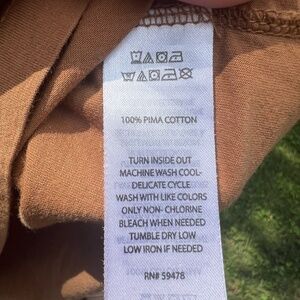 100% PIMA COTTON
TURN INSIDE OUT
MACHINE WASH COOL-
DELICATE CYCLE
WASH WITH LIKE COLORS
ONLY NON- CHLORINE
BLEACH WHEN NEEDED
TUMBLE DRY LOW
LOW IRON IF NEEDED
RN# 59478